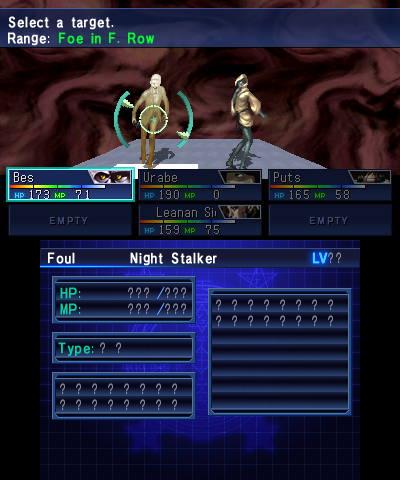 Select a target.
Range: Foe in F. Row
Bes
HP 173 MP 71
Urabe
HP 190 MP 0
Puts
HP 165 MP 58
EMPTY
Leanan Si
HP 159 MP 75
EMPTY
Foul Night Stalker LV??
HP: ??? /???
MP: ??? /???
Type: ? ?
? ? ? ? ? ? ? ?
? ? ? ? ? ? ? ?
? ? ? ? ? ? ? ?
? ? ? ? ? ? ? ?